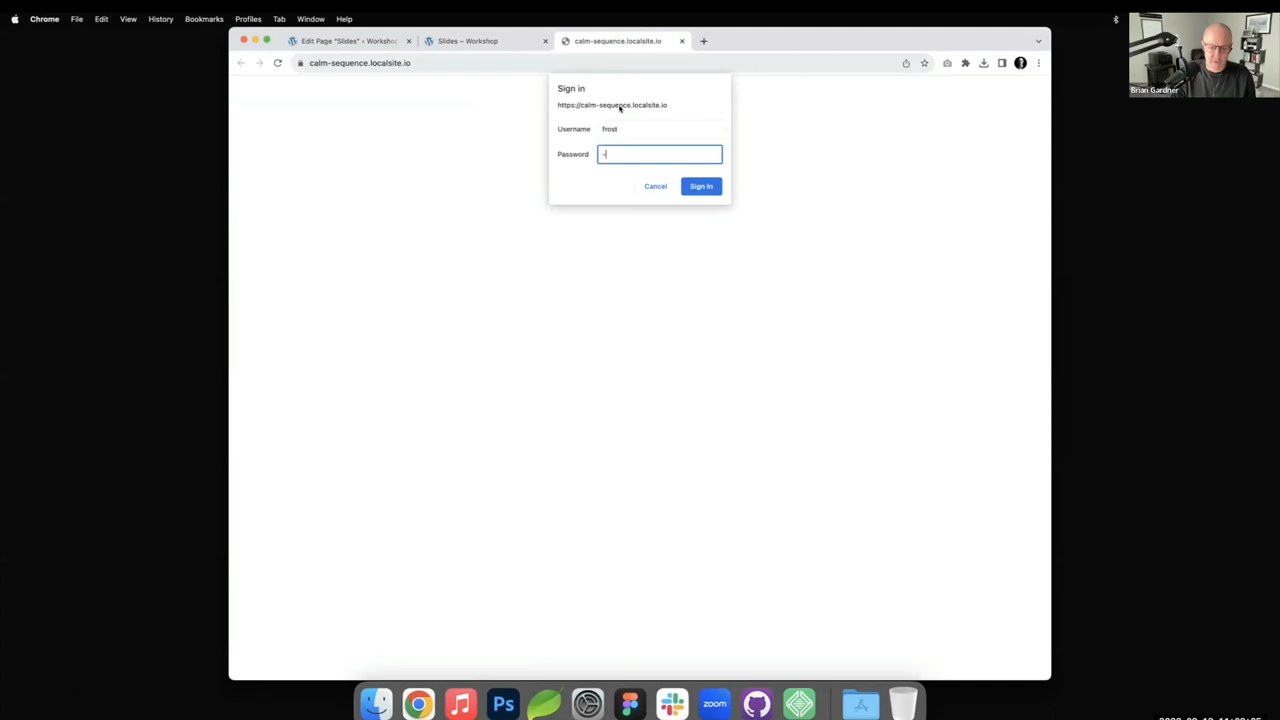 Chrome File Edit View History Bookmarks Profiles Tab Window Help
Edit Page "Slides" ‹ Worksho
Slides – Workshop
calm-sequence.localsite.io
calm-sequence.localsite.io
Sign in
https://calm-sequence.localsite.io
Username frost
Password
Cancel Sign In
Brian Gardner
Ps
zoom